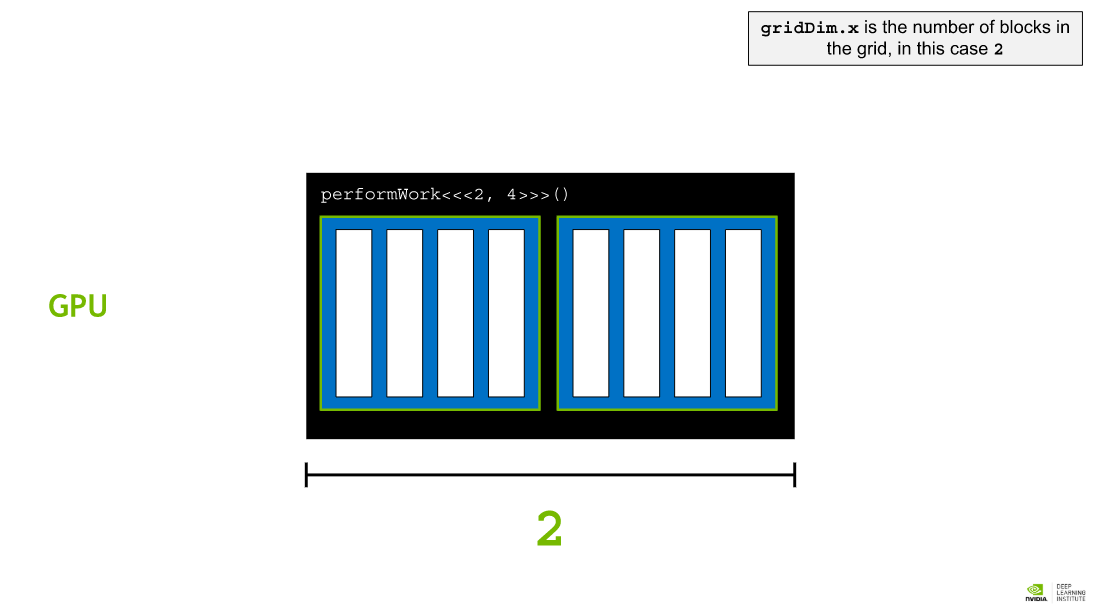 gridDim.x is the number of blocks in
the grid, in this case 2
performWork<<<2, 4>>>()
GPU
2
NVIDIA.
DEEP
LEARNING
INSTITUTE